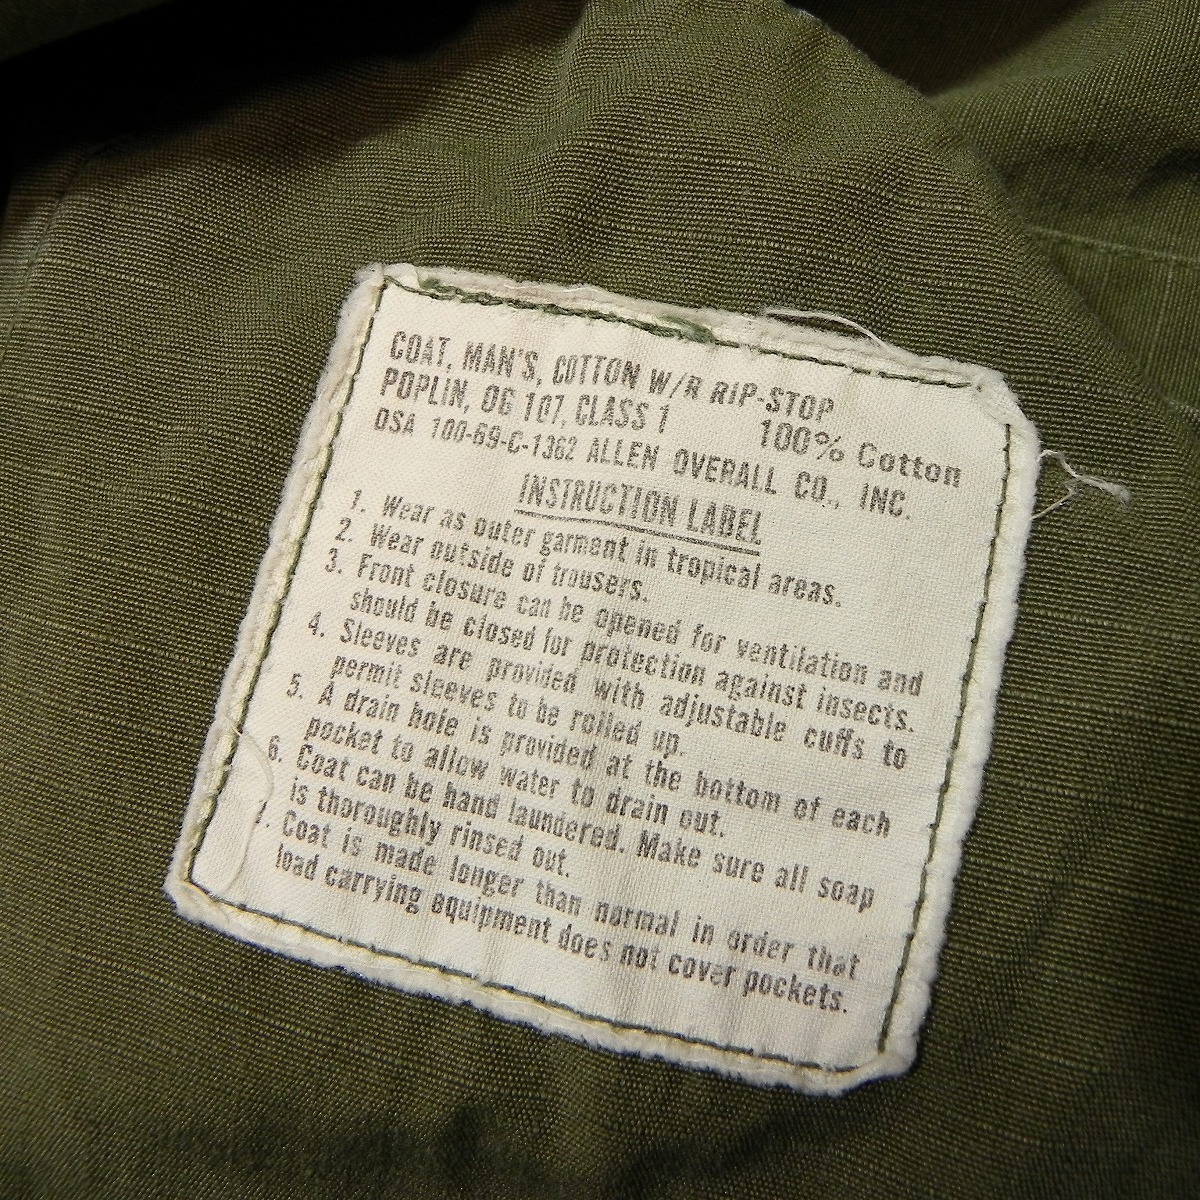 COAT, MAN'S, COTTON W/R RIP-STOP
POPLIN, OG 107, CLASS 1 100% Cotton
DSA 100-69-C-1362 ALLEN OVERALL CO., INC.
INSTRUCTION LABEL
1. Wear as outer garment in tropical areas.
2. Wear outside of trousers.
3. Front closure can be opened for ventilation and
should be closed for protection against insects.
4. Sleeves are provided with adjustable cuffs to
permit sleeves to be rolled up.
5. A drain hole is provided at the bottom of each
pocket to allow water to drain out.
6. Coat can be hand laundered. Make sure all soap
is thoroughly rinsed out.
7. Coat is made longer than normal in order that
load carrying equipment does not cover pockets.